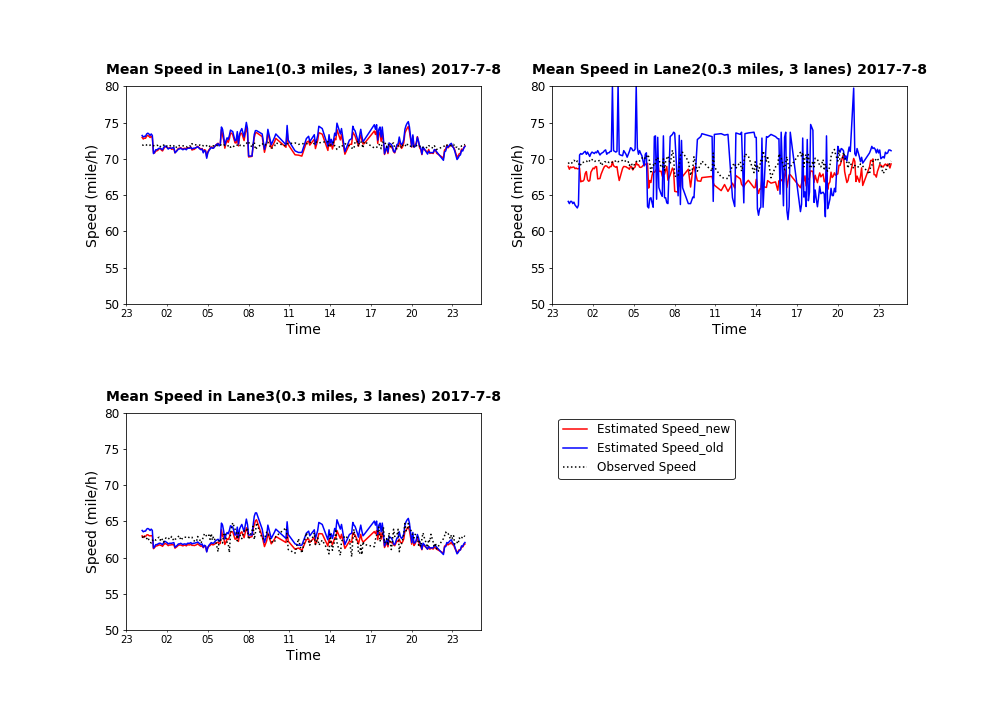 Mean Speed in Lane1(0.3 miles, 3 lanes) 2017-7-8
80
75
70
65
60
55
50
Speed (mile/h)
23 02 05 08 11 14 17 20 23
Time
Mean Speed in Lane2(0.3 miles, 3 lanes) 2017-7-8
80
75
70
65
60
55
50
Speed (mile/h)
23 02 05 08 11 14 17 20 23
Time
Mean Speed in Lane3(0.3 miles, 3 lanes) 2017-7-8
80
75
70
65
60
55
50
Speed (mile/h)
23 02 05 08 11 14 17 20 23
Time
Estimated Speed_new
Estimated Speed_old
Observed Speed